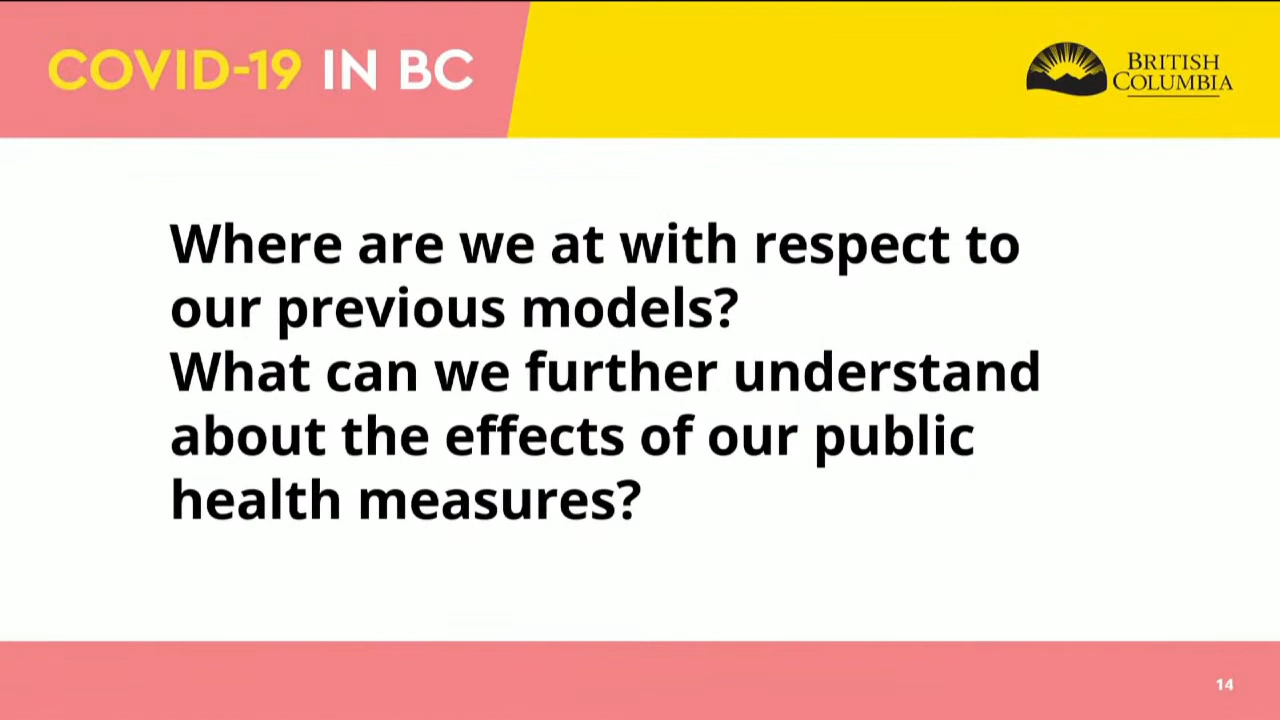 COVID-19 IN BC
BRITISH
COLUMBIA
Where are we at with respect to
our previous models?
What can we further understand
about the effects of our public
health measures?
14